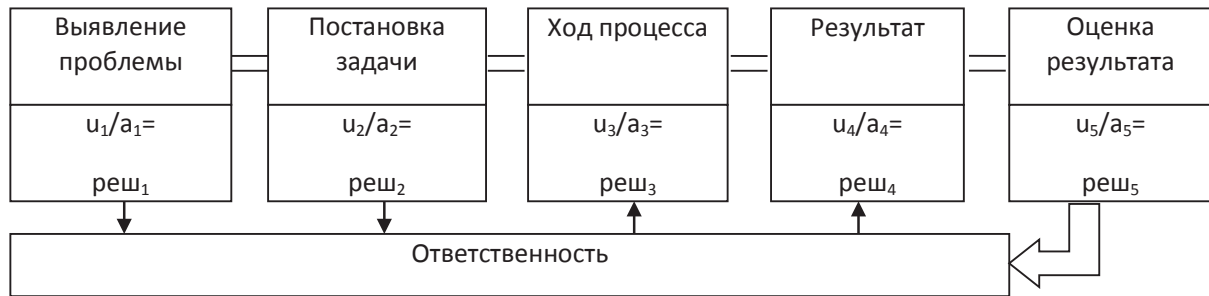 Выявление
проблемы
u₁/a₁=
реш₁
Постановка
задачи
u₂/a₂=
реш₂
Ход процесса
u₃/a₃=
реш₃
Результат
u₄/a₄=
реш₄
Оценка
результата
u₅/a₅=
реш₅
Ответственность